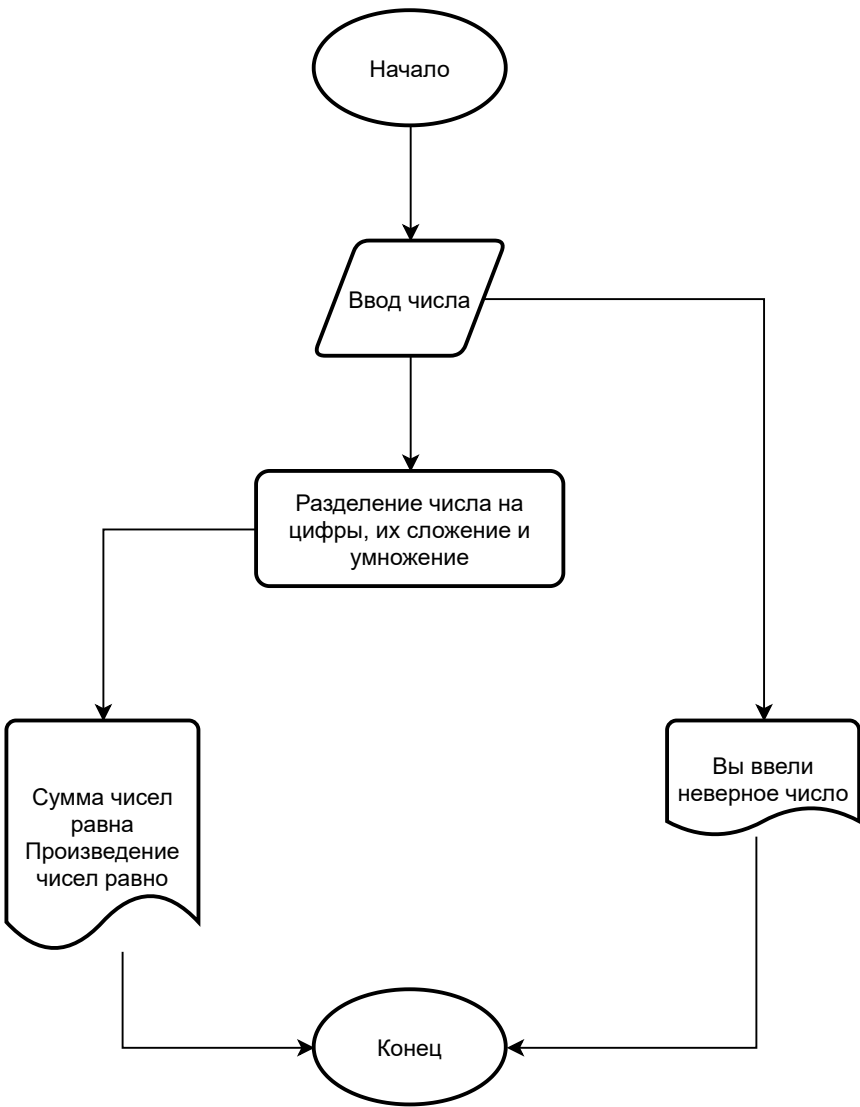 Начало
Ввод числа
Разделение числа на
цифры, их сложение и
умножение
Сумма чисел
равна
Произведение
чисел равно
Вы ввели
неверное число
Конец